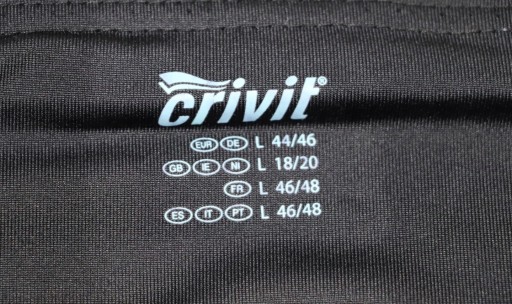 crivit®
EUR DE L 44/46
GB IE NI L 18/20
FR L 46/48
ES IT PT L 46/48